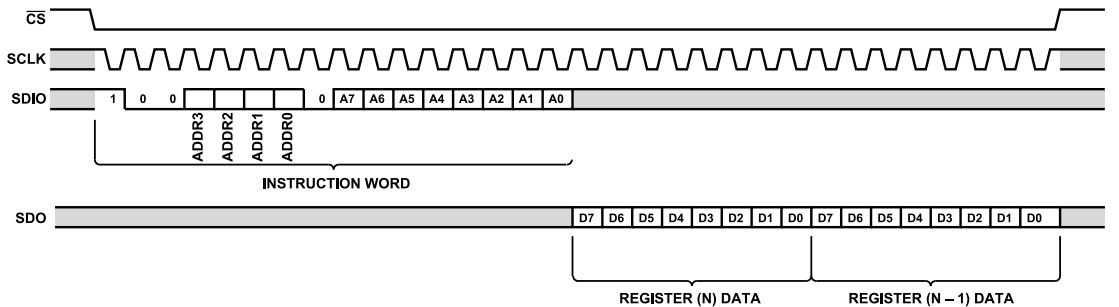 CS
SCLK
SDIO 1 0 0 0 A7 A6 A5 A4 A3 A2 A1 A0
ADDR3 ADDR2 ADDR1 ADDR0
INSTRUCTION WORD
SDO D7 D6 D5 D4 D3 D2 D1 D0 D7 D6 D5 D4 D3 D2 D1 D0
REGISTER (N) DATA REGISTER (N – 1) DATA